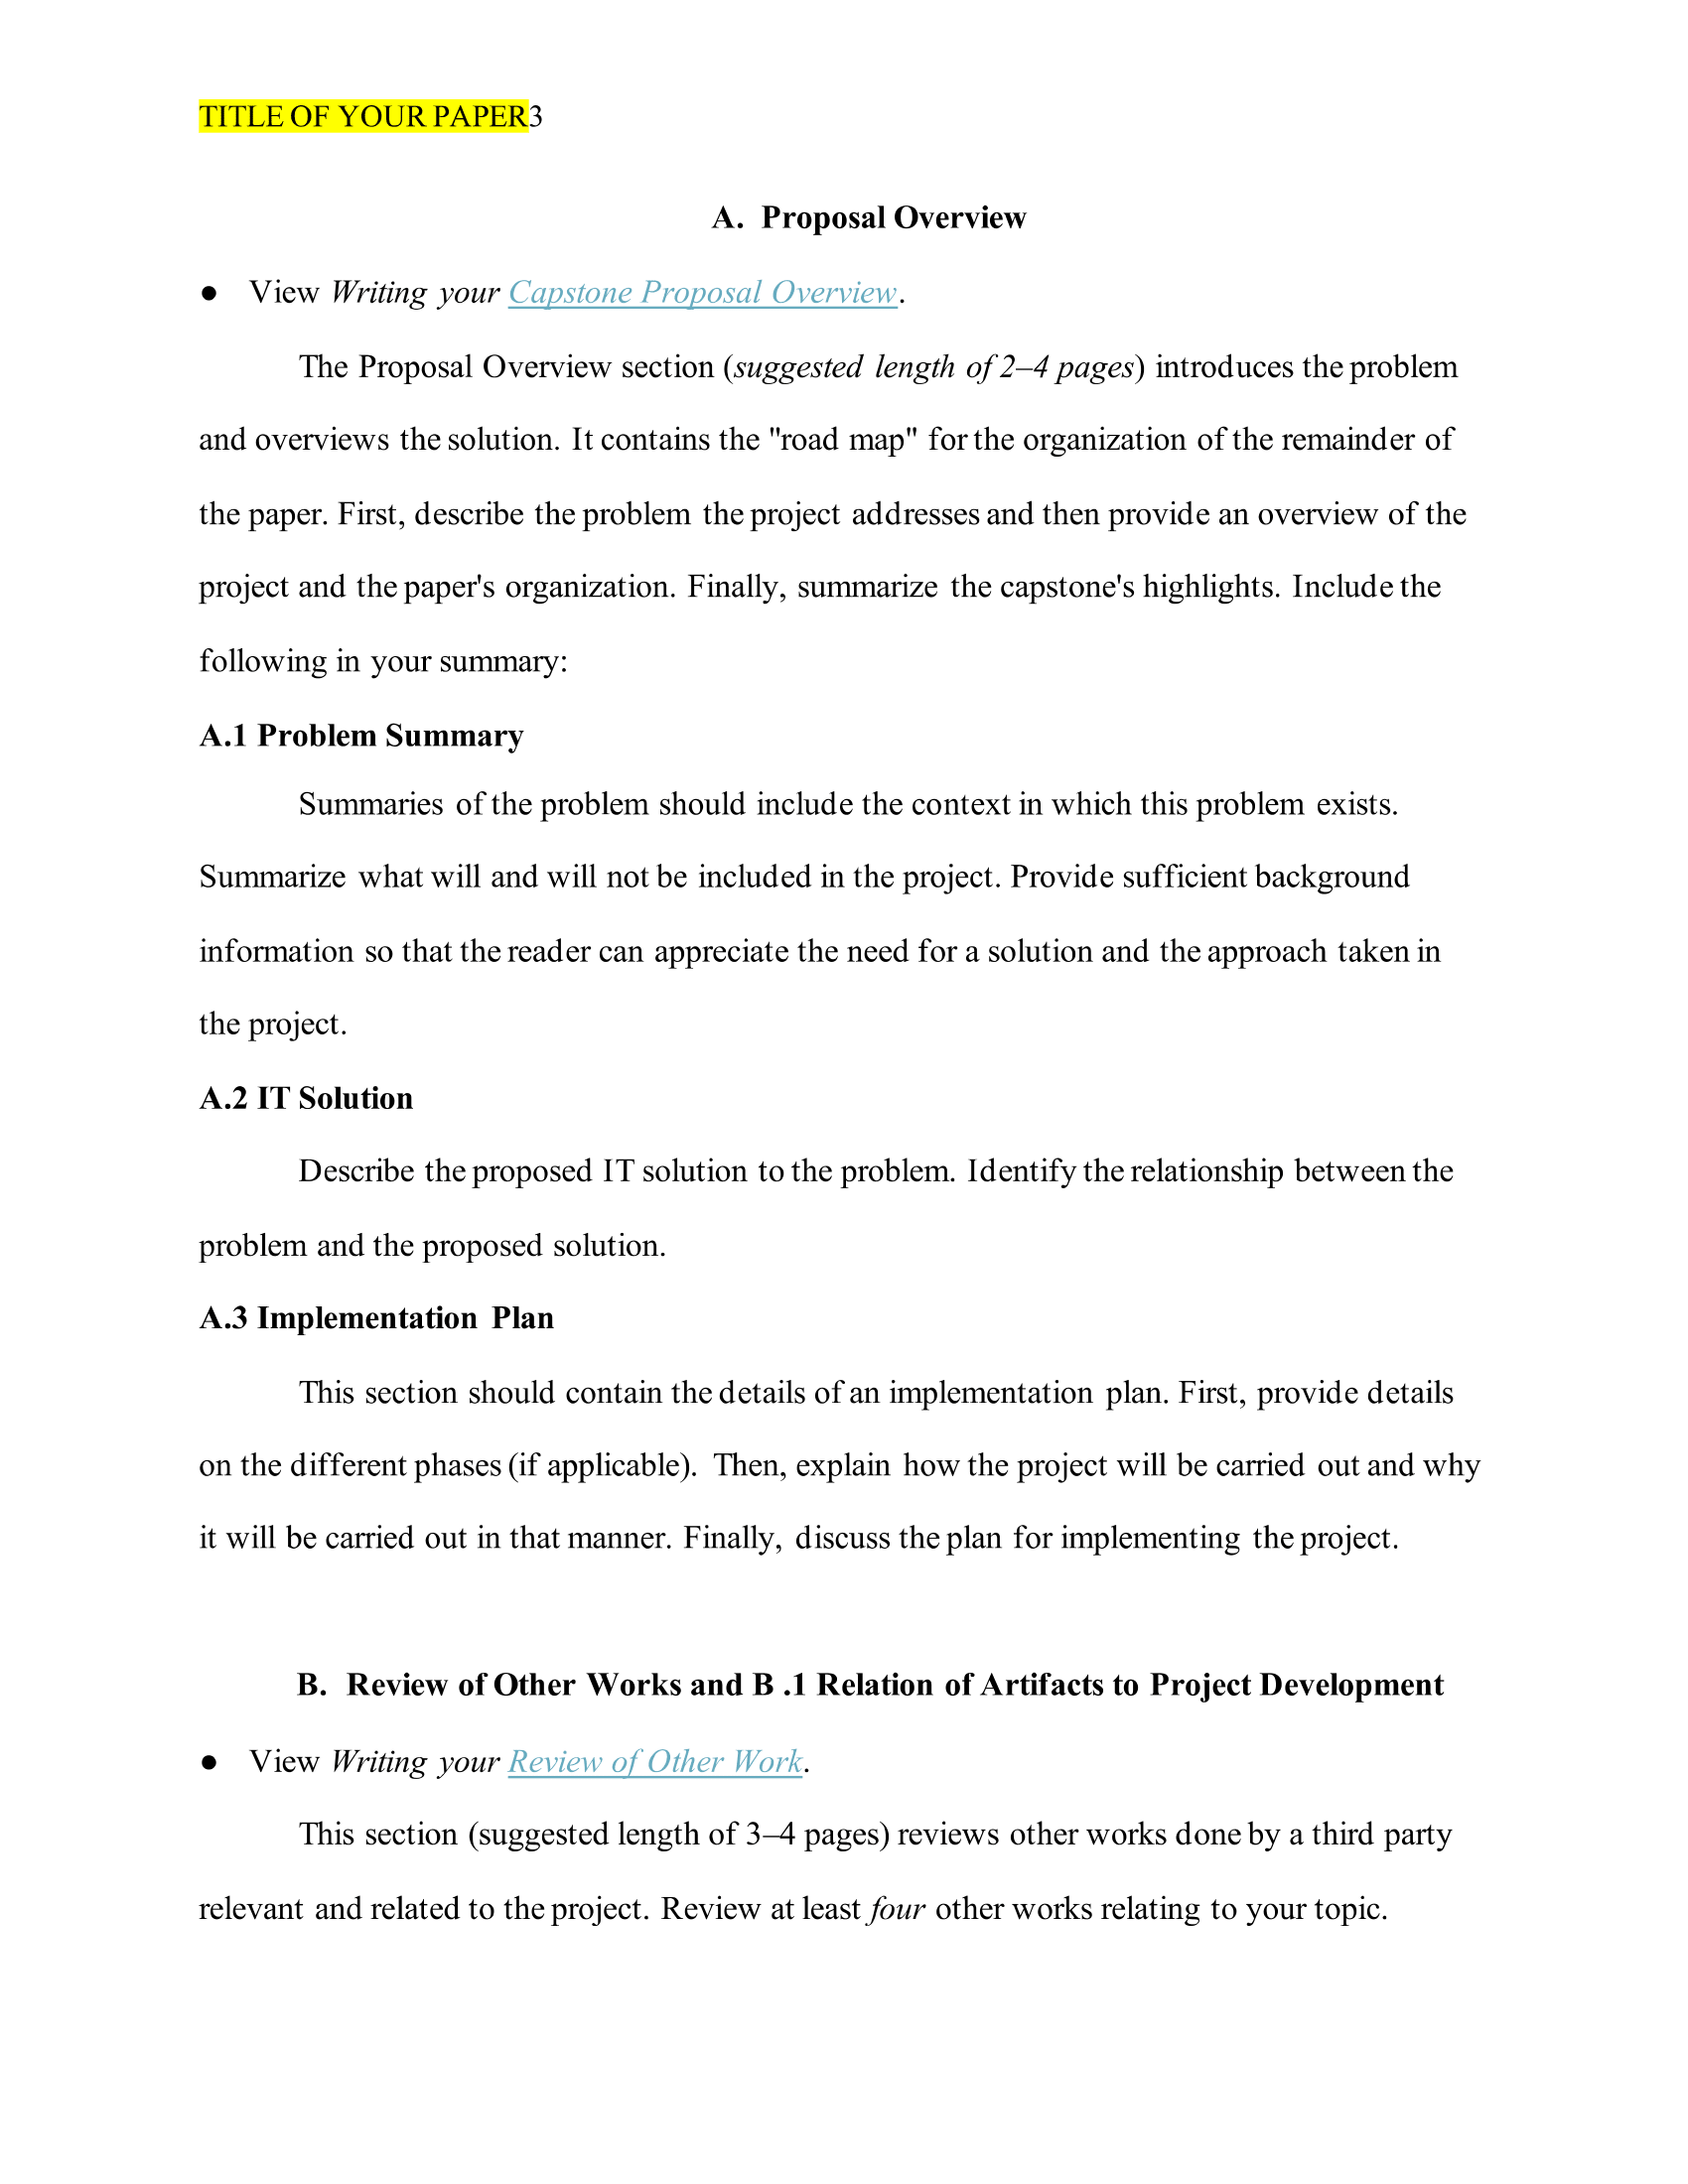 TITLE OF YOUR PAPER3
A. Proposal Overview
● View Writing your Capstone Proposal Overview.
The Proposal Overview section (suggested length of 2–4 pages) introduces the problem
and overviews the solution. It contains the "road map" for the organization of the remainder of
the paper. First, describe the problem the project addresses and then provide an overview of the
project and the paper's organization. Finally, summarize the capstone's highlights. Include the
following in your summary:
A.1 Problem Summary
Summaries of the problem should include the context in which this problem exists.
Summarize what will and will not be included in the project. Provide sufficient background
information so that the reader can appreciate the need for a solution and the approach taken in
the project.
A.2 IT Solution
Describe the proposed IT solution to the problem. Identify the relationship between the
problem and the proposed solution.
A.3 Implementation Plan
This section should contain the details of an implementation plan. First, provide details
on the different phases (if applicable). Then, explain how the project will be carried out and why
it will be carried out in that manner. Finally, discuss the plan for implementing the project.
B. Review of Other Works and B .1 Relation of Artifacts to Project Development
● View Writing your Review of Other Work.
This section (suggested length of 3–4 pages) reviews other works done by a third party
relevant and related to the project. Review at least four other works relating to your topic.